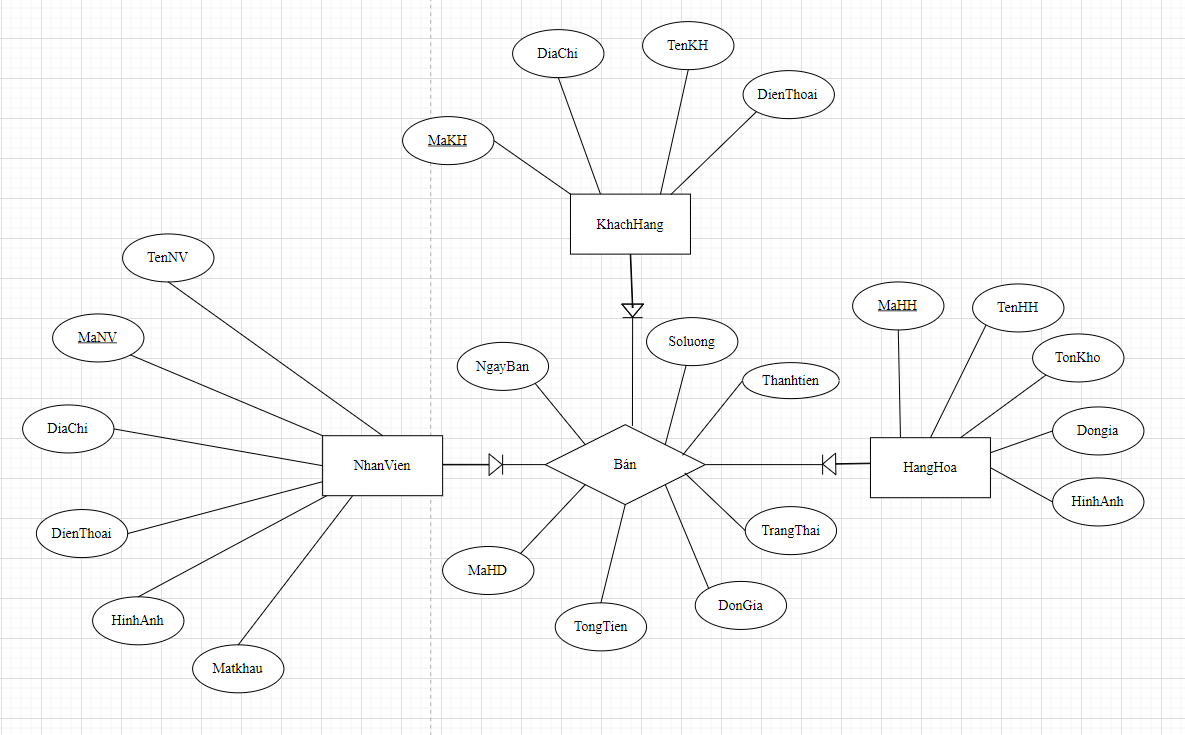 TenKH
DiaChi
DienThoai
MaKH
KhachHang
TenNV
MaNV
DiaChi
NhanVien
DienThoai
HinhAnh
Matkhau
NgayBan
Soluong
Thanhtien
Bán
MaHD
TongTien
DonGia
TrangThai
MaHH
TenHH
TonKho
Dongia
HangHoa
HinhAnh